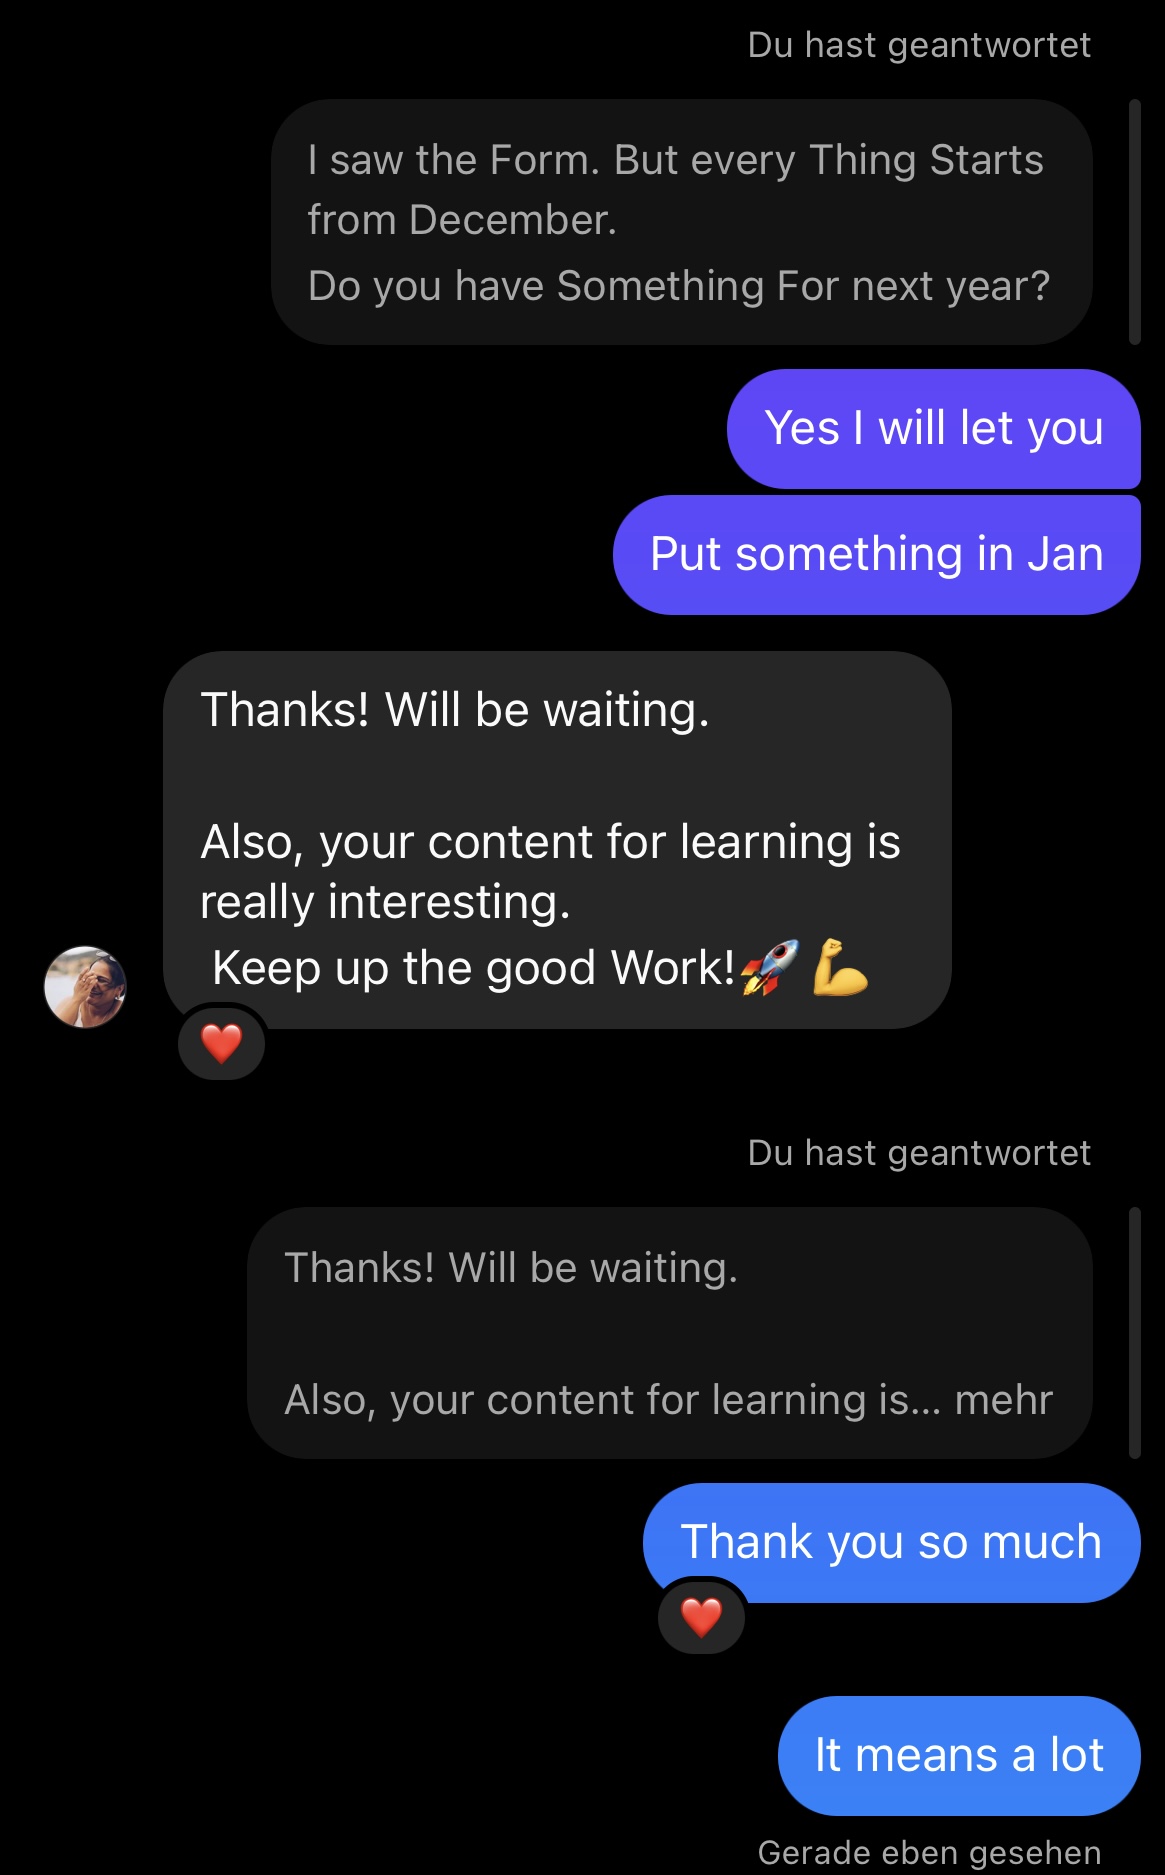 Du hast geantwortet
I saw the Form. But every Thing Starts
from December.
Do you have Something For next year?
Yes I will let you
Put something in Jan
Thanks! Will be waiting.
Also, your content for learning is
really interesting.
Keep up the good Work!🚀💪
❤️
Du hast geantwortet
Thanks! Will be waiting.
Also, your content for learning is... mehr
Thank you so much
❤️
It means a lot
Gerade eben gesehen